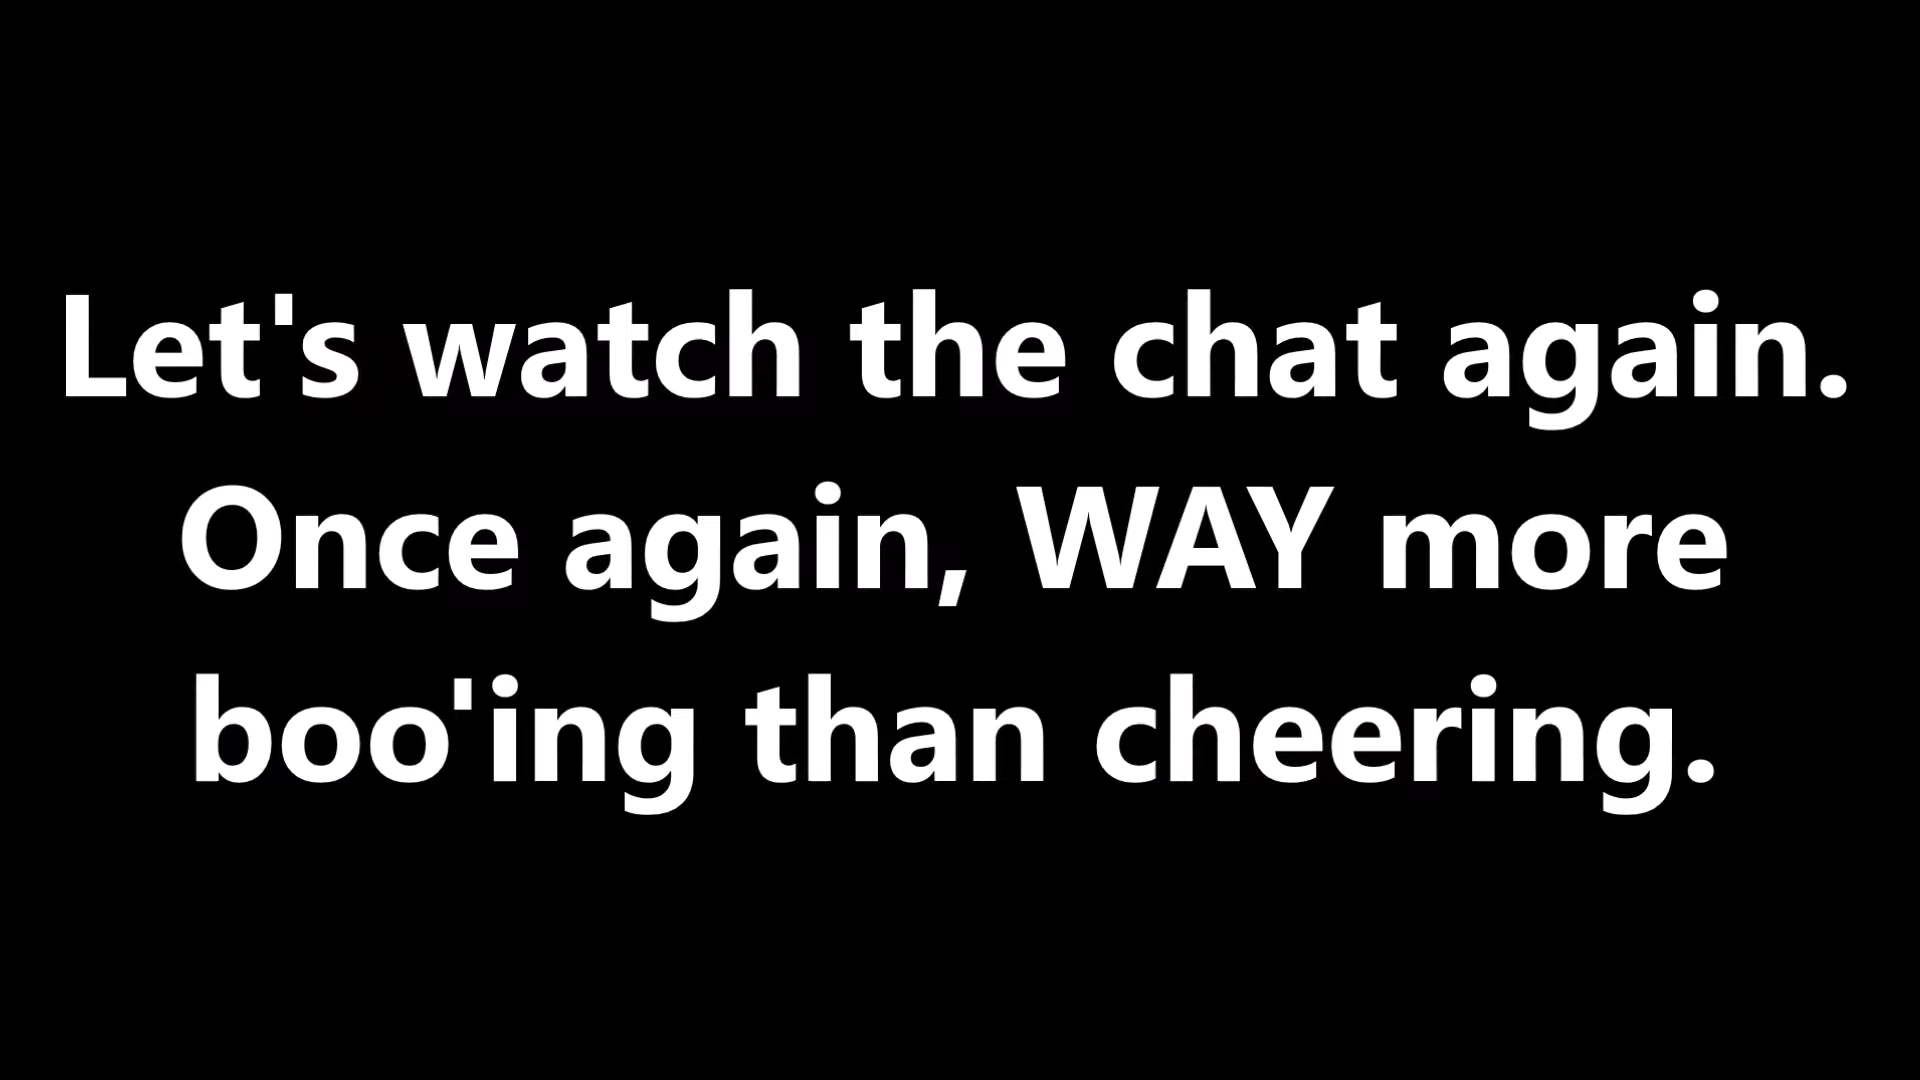 Let's watch the chat again.
Once again, WAY more
boo'ing than cheering.